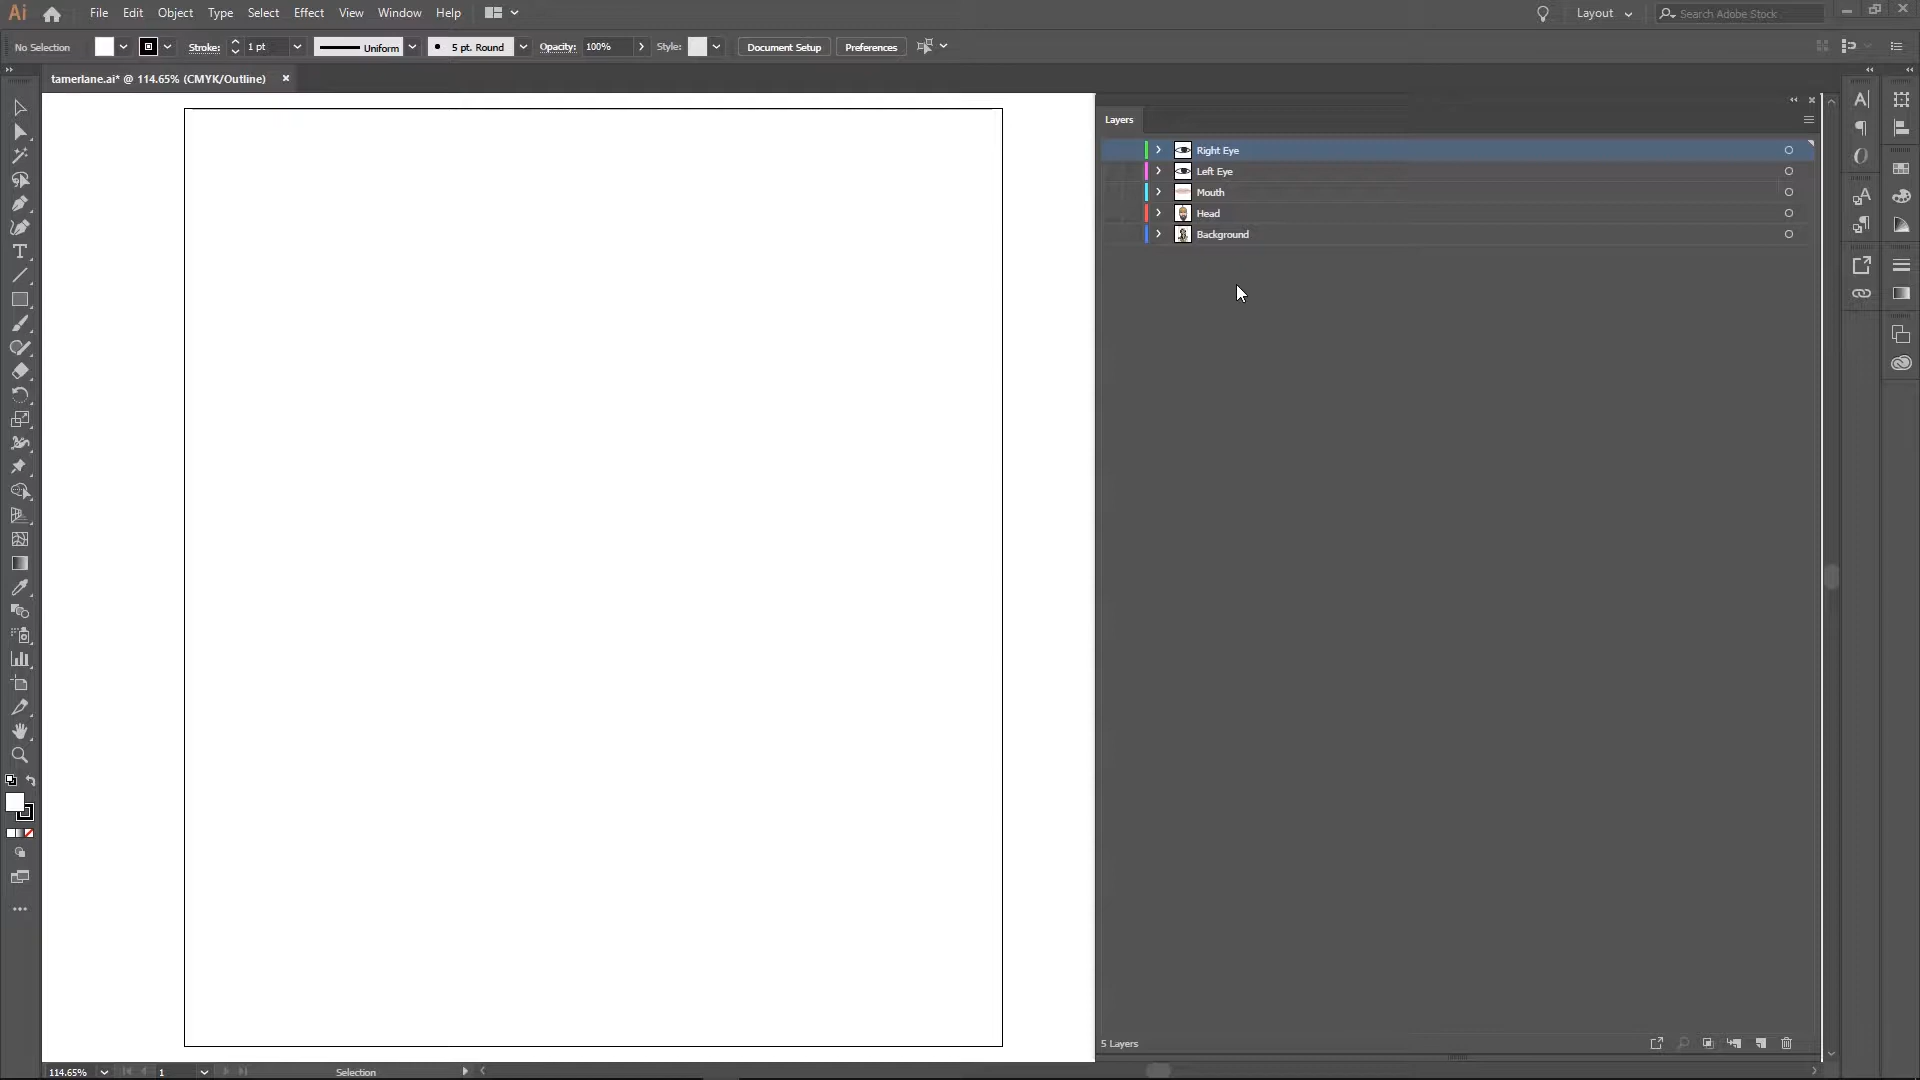 Ai File Edit Object Type Select Effect View Window Help Layout Search Adobe Stock
No Selection Stroke: 1 pt Uniform 5 pt. Round Opacity: 100% Style: Document Setup Preferences
tamerlane.ai* @ 114.65% (CMYK/Outline)
Layers
Right Eye
Left Eye
Mouth
Head
Background
5 Layers
114.65% 1 Selection